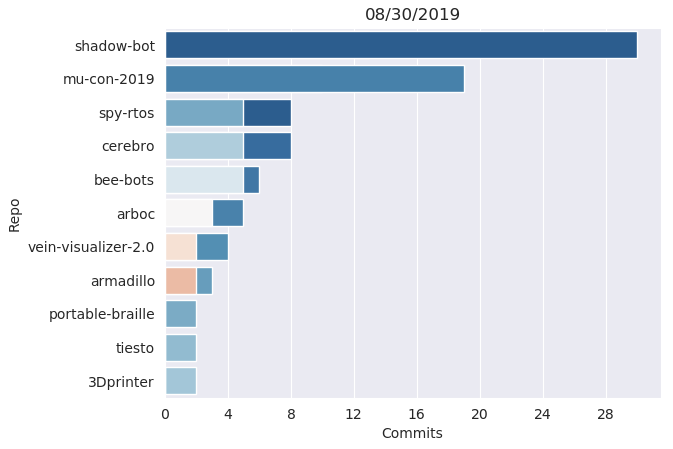 08/30/2019
shadow-bot
mu-con-2019
spy-rtos
cerebro
bee-bots
arboc
vein-visualizer-2.0
armadillo
portable-braille
tiesto
3Dprinter
Repo
0 4 8 12 16 20 24 28
Commits